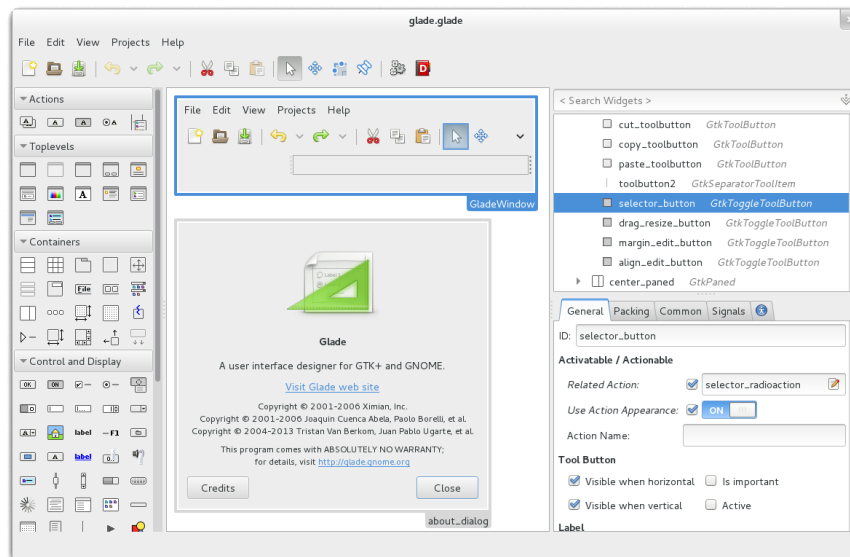 glade.glade
File Edit View Projects Help
Actions
Toplevels
Containers
File
Control and Display
OK
label
F1
label
File Edit View Projects Help
GladeWindow
Glade
A user interface designer for GTK+ and GNOME.
Visit Glade web site
Copyright © 2001-2006 Ximian, Inc.
Copyright © 2001-2006 Joaquin Cuenca Abela, Paolo Borelli, et al.
Copyright © 2004-2013 Tristan Van Berkom, Juan Pablo Ugarte, et al.
This program comes with ABSOLUTELY NO WARRANTY;
for details, visit http://glade.gnome.org
Credits Close
about_dialog
< Search Widgets >
cut_toolbutton GtkToolButton
copy_toolbutton GtkToolButton
paste_toolbutton GtkToolButton
toolbutton2 GtkSeparatorToolItem
selector_button GtkToggleToolButton
drag_resize_button GtkToggleToolButton
margin_edit_button GtkToggleToolButton
align_edit_button GtkToggleToolButton
center_paned GtkPaned
General Packing Common Signals
ID: selector_button
Activatable / Actionable
Related Action: selector_radioaction
Use Action Appearance: ON
Action Name:
Tool Button
Visible when horizontal Is important
Visible when vertical Active
Label